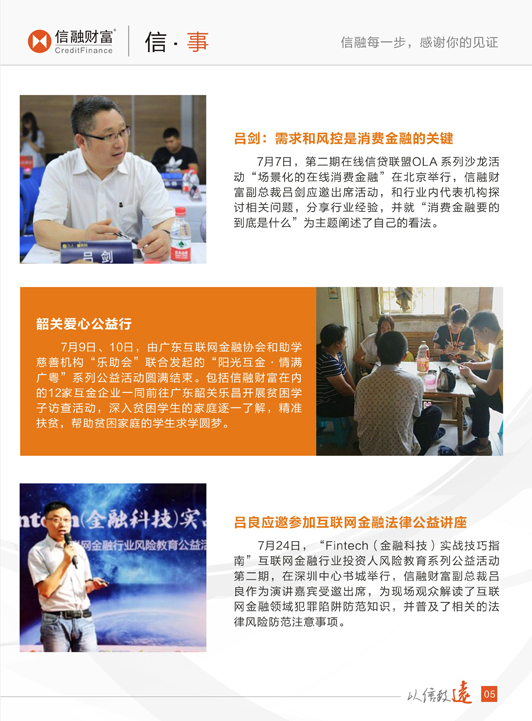 信融财富
CreditFinance
信·事
信融每一步，感谢你的见证
吕剑：需求和风控是消费金融的关键
7月7日，第二期在线信贷联盟OLA 系列沙龙活
动“场景化的在线消费金融”在北京举行，信融财
富副总裁吕剑应邀出席活动，和行业内代表机构探
讨相关问题，分享行业经验，并就“消费金融要的
到底是什么”为主题阐述了自己的看法。
吕 剑
韶关爱心公益行
7月9日、10日，由广东互联网金融协会和助学
慈善机构“乐助会”联合发起的“阳光互金·情满
广粤”系列公益活动圆满结束。包括信融财富在内
的12家互金企业一同前往广东韶关乐昌开展贫困学
子访查活动，深入贫困学生的家庭逐一了解，精准
扶贫，帮助贫困家庭的学生求学圆梦。
ntech(金融科技)实
网金融行业风险教育公益活
吕良应邀参加互联网金融法律公益讲座
7月24日，“Fintech（金融科技）实战技巧指
南”互联网金融行业投资人风险教育系列公益活动
第二期，在深圳中心书城举行，信融财富副总裁吕
良作为演讲嘉宾受邀出席，为现场观众解读了互联
网金融领域犯罪陷阱防范知识，并普及了相关的法
律风险防范注意事项。
以信致遠
05